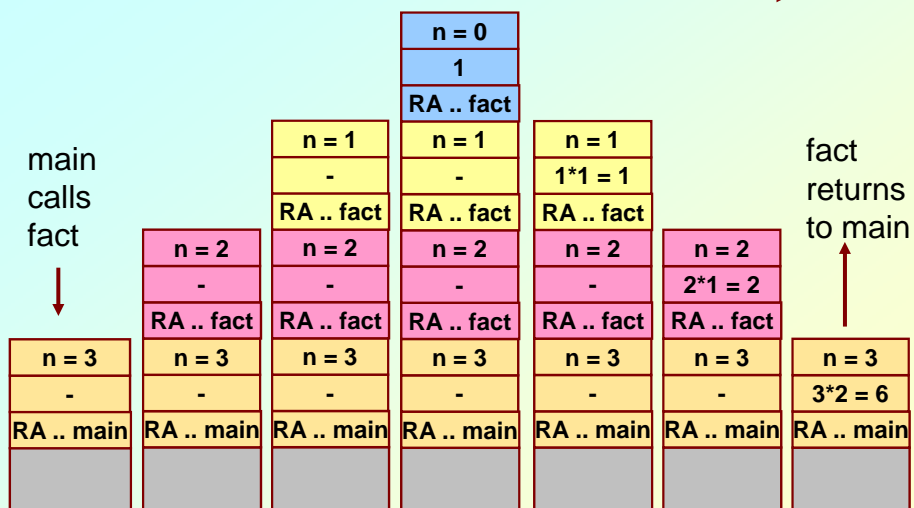 main
calls
fact
n = 3
-
RA .. main
n = 2
-
RA .. fact
n = 3
-
RA .. main
n = 1
-
RA .. fact
n = 2
-
RA .. fact
n = 3
-
RA .. main
n = 0
1
RA .. fact
n = 1
-
RA .. fact
n = 2
-
RA .. fact
n = 3
-
RA .. main
n = 1
1*1 = 1
RA .. fact
n = 2
-
RA .. fact
n = 3
-
RA .. main
n = 2
2*1 = 2
RA .. fact
n = 3
-
RA .. main
fact
returns
to main
n = 3
3*2 = 6
RA .. main